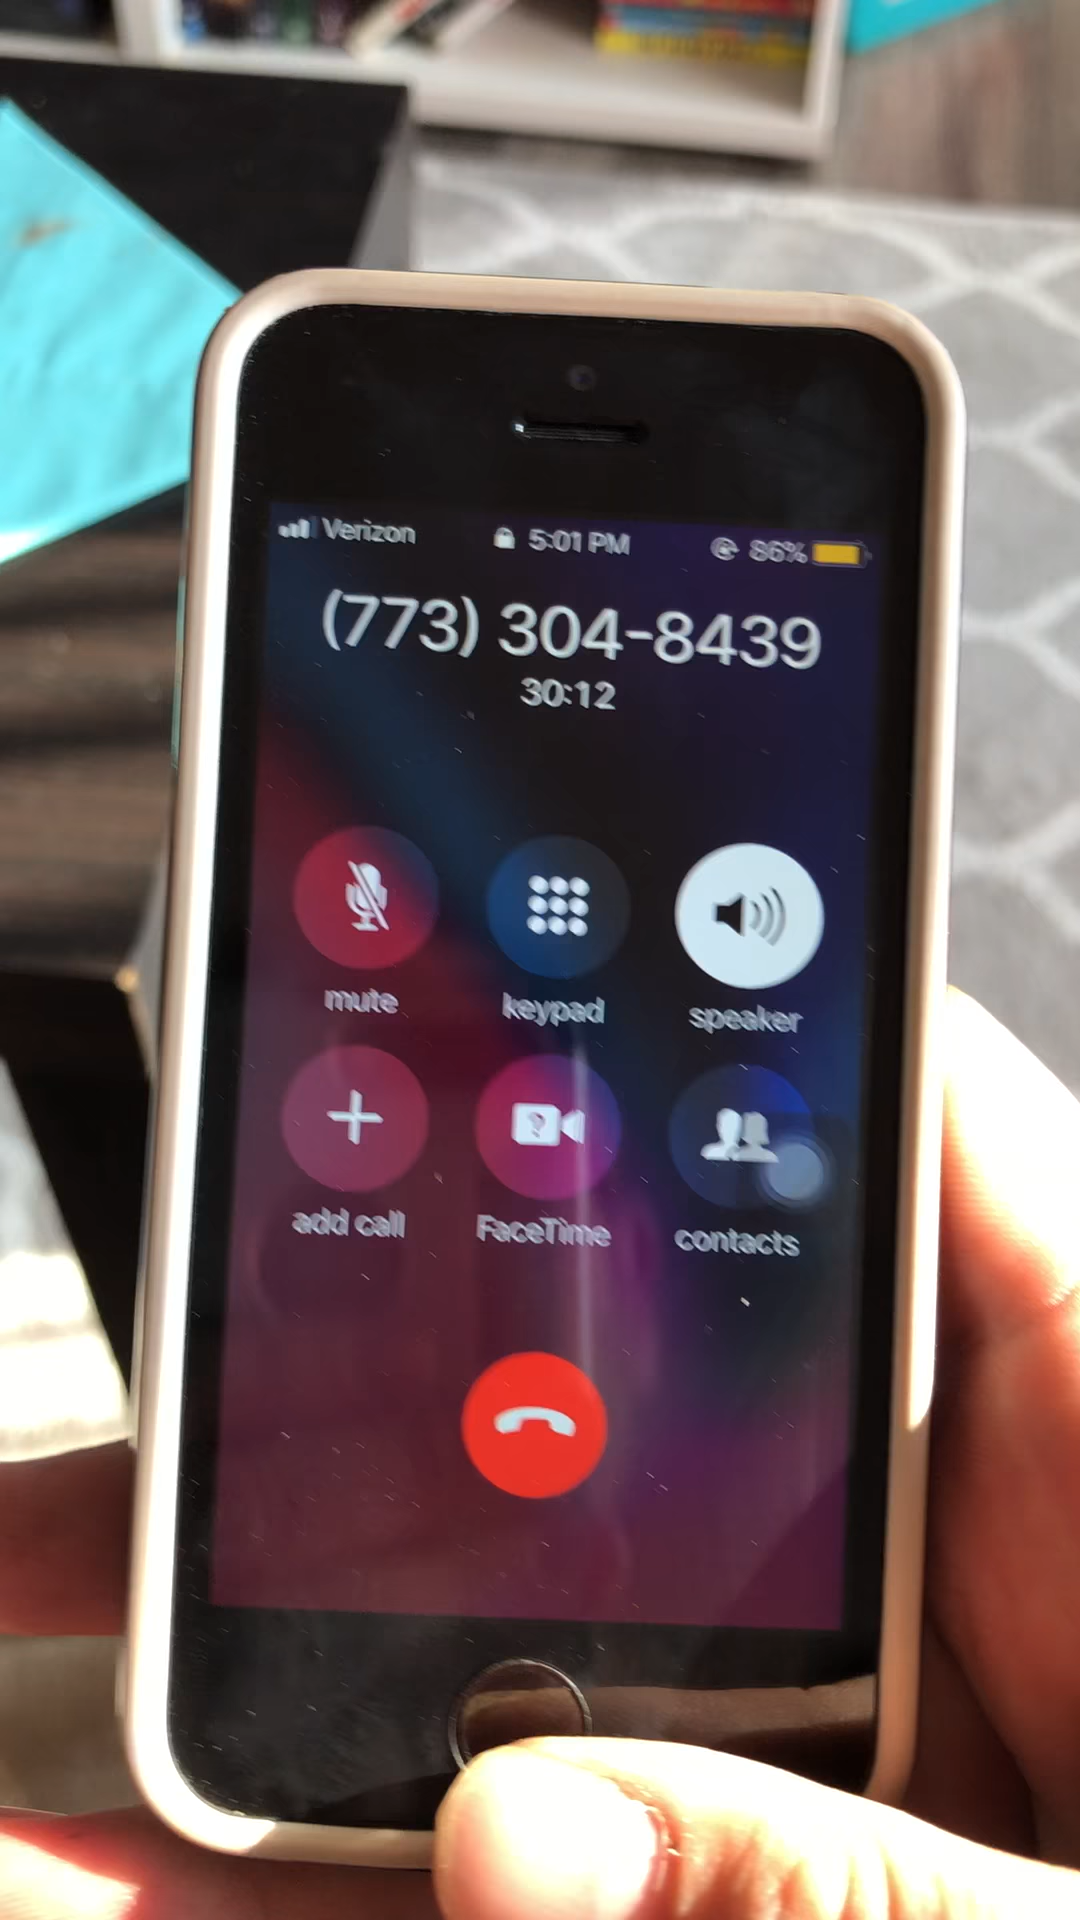 Verizon 5:01 PM 86%
(773) 304-8439
30:12
mute keypad speaker
add call FaceTime contacts